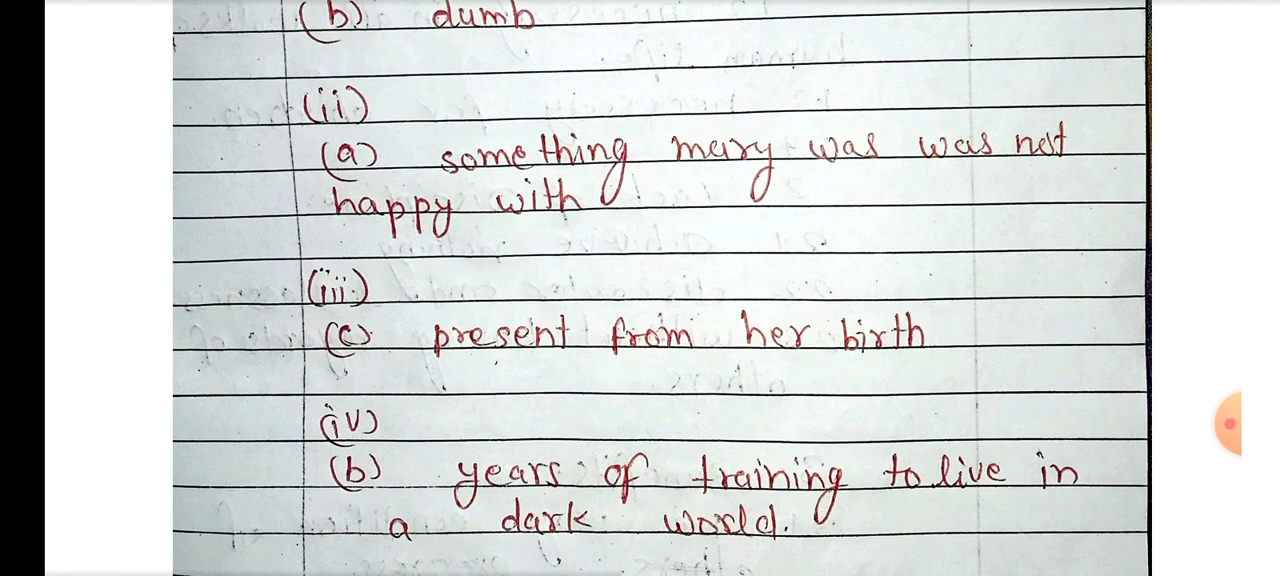 (b) dumb
(ii)
(a) something mary was was not
happy with
(iii)
(c) present from her birth
(iv)
(b) years of training to live in
a dark world.